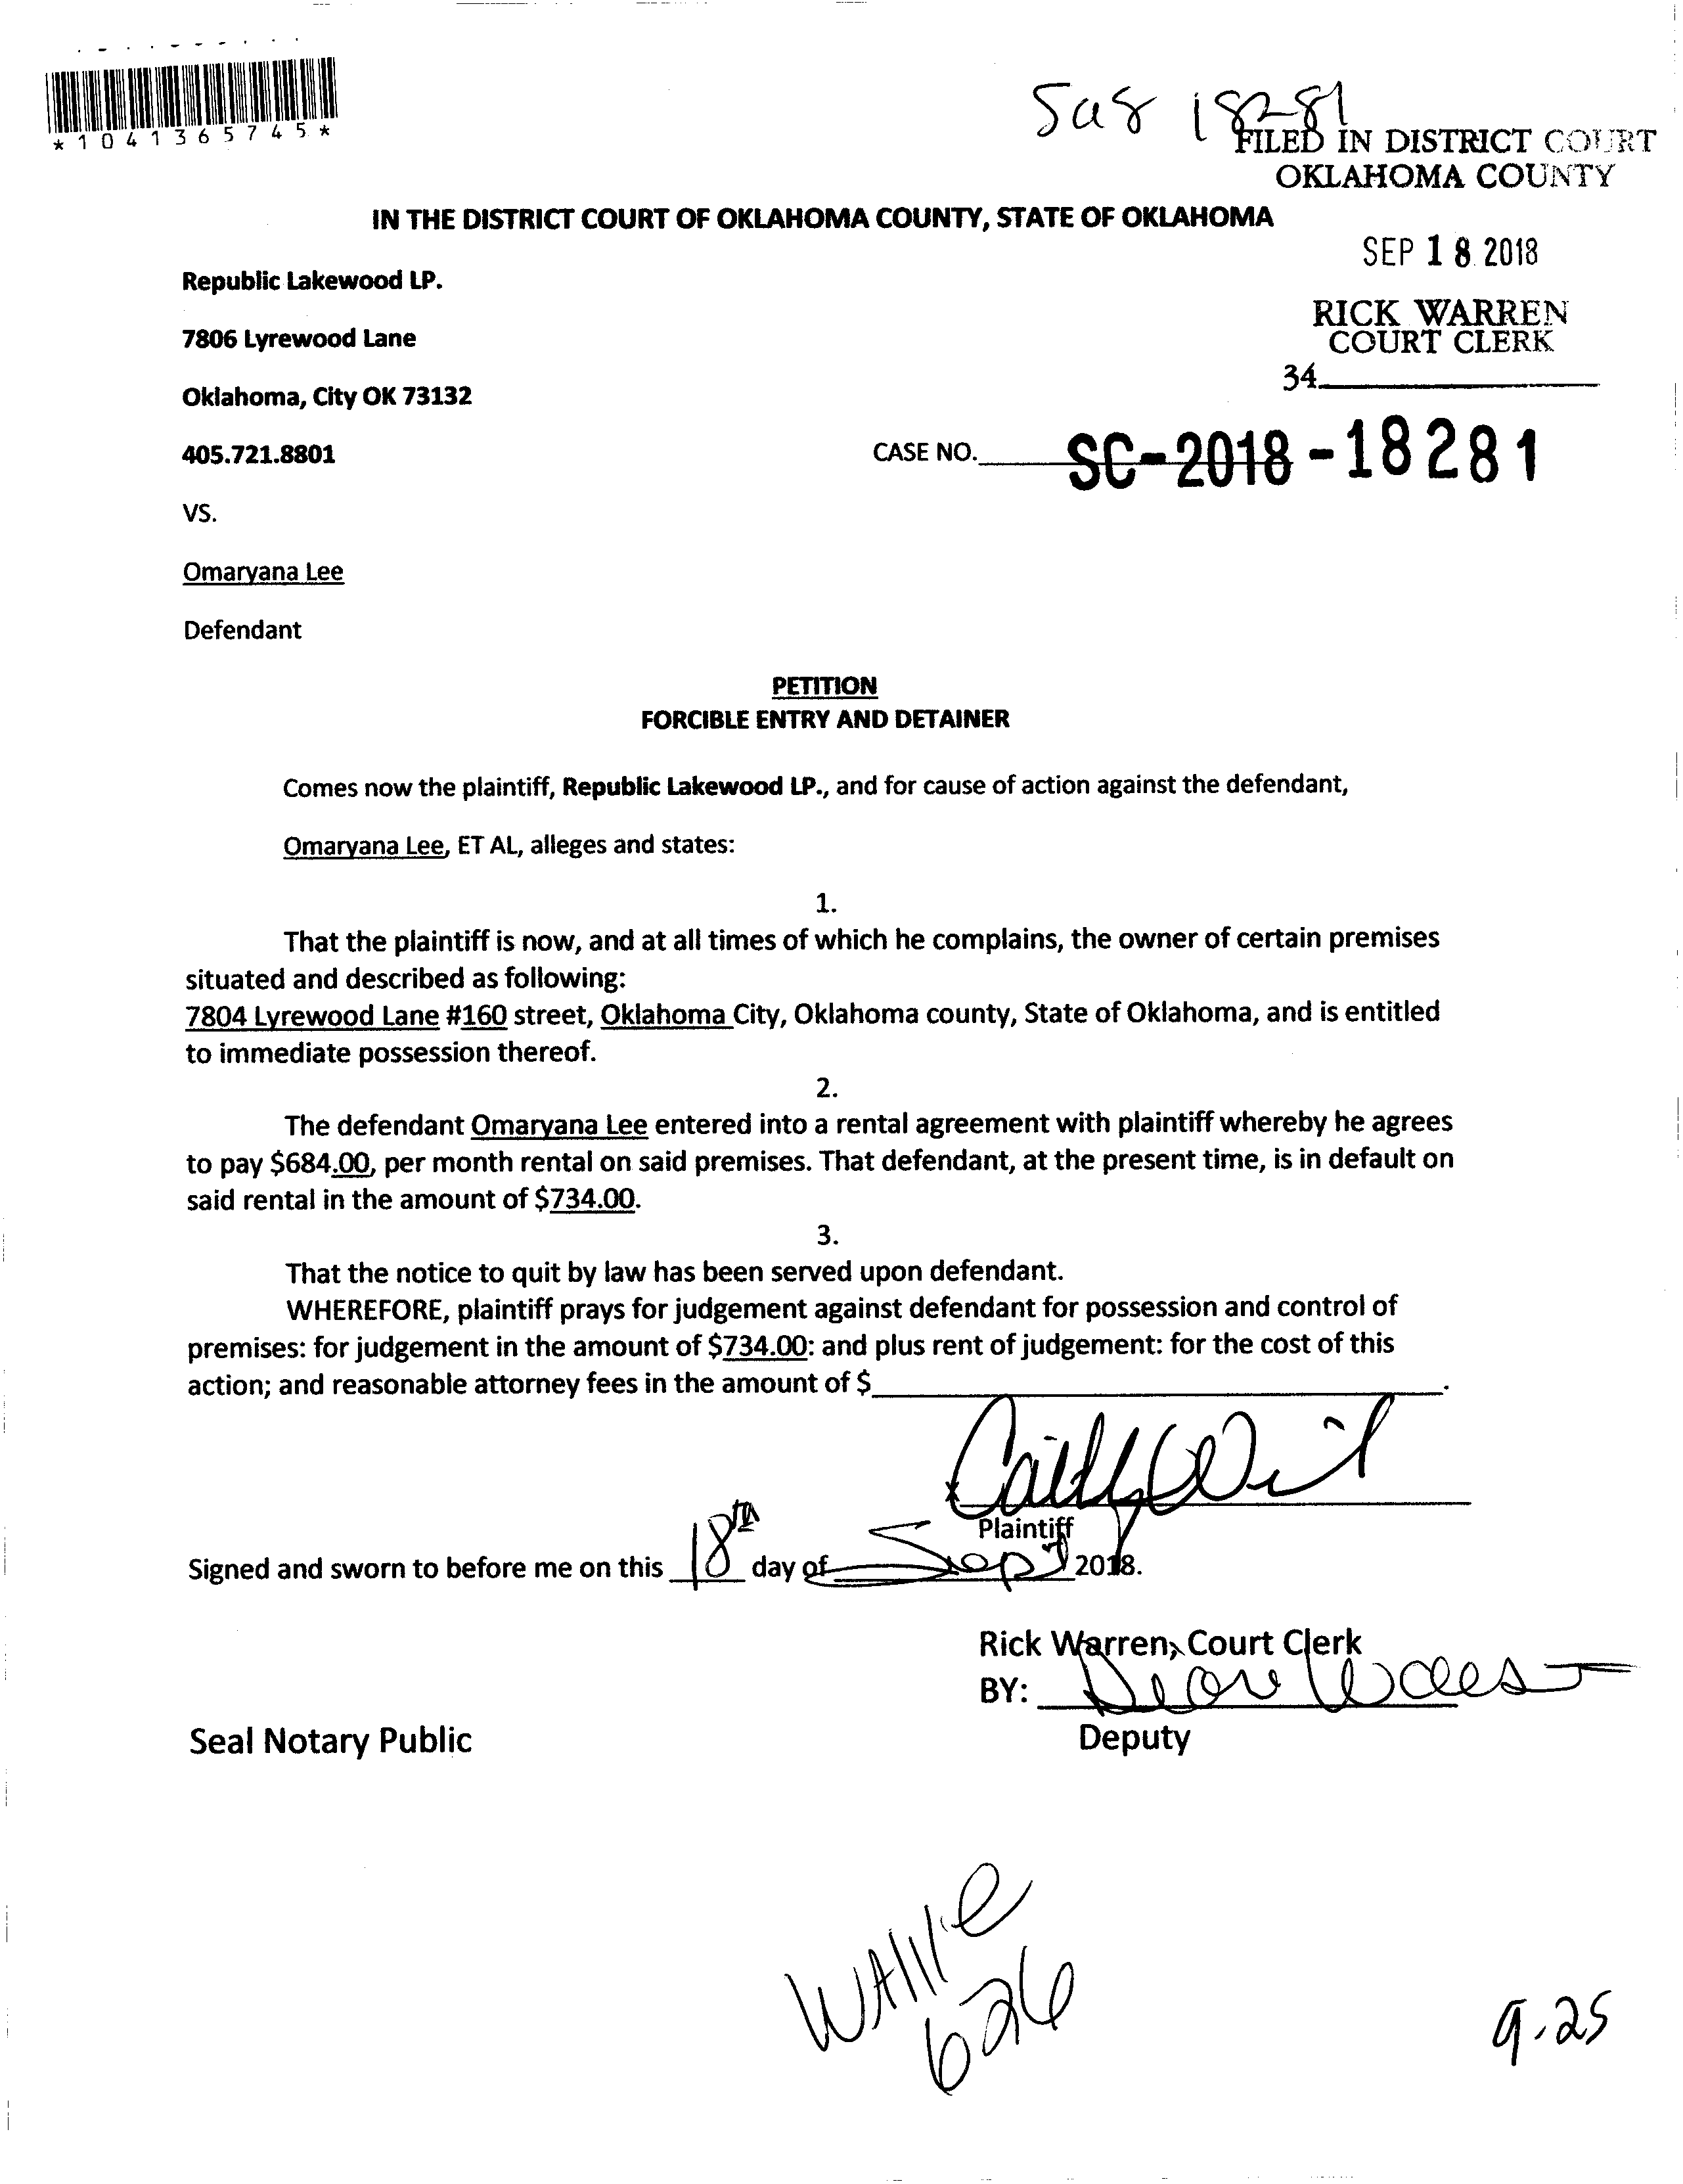 *1041365745*
18281
FILED IN DISTRICT COURT
OKLAHOMA COUNTY
IN THE DISTRICT COURT OF OKLAHOMA COUNTY, STATE OF OKLAHOMA
SEP 18 2018
Republic Lakewood LP.
RICK WARREN
COURT CLERK
7806 Lyrewood Lane
34
Oklahoma, City OK 73132
405.721.8801
CASE NO. SC-2018-18281
VS.
Omaryana Lee
Defendant
PETITION
FORCIBLE ENTRY AND DETAINER
Comes now the plaintiff, Republic Lakewood LP., and for cause of action against the defendant,
Omaryana Lee, ET AL, alleges and states:
1.
That the plaintiff is now, and at all times of which he complains, the owner of certain premises
situated and described as following:
7804 Lyrewood Lane #160 street, Oklahoma City, Oklahoma county, State of Oklahoma, and is entitled
to immediate possession thereof.
2.
The defendant Omaryana Lee entered into a rental agreement with plaintiff whereby he agrees
to pay $684.00, per month rental on said premises. That defendant, at the present time, is in default on
said rental in the amount of $734.00.
3.
That the notice to quit by law has been served upon defendant.
WHEREFORE, plaintiff prays for judgement against defendant for possession and control of
premises: for judgement in the amount of $734.00: and plus rent of judgement: for the cost of this
action; and reasonable attorney fees in the amount of $ .
x
Plaintiff
Signed and sworn to before me on this 18th day of Sept 2018.
Rick Warren, Court Clerk
BY:
Seal Notary Public
Deputy
WAllie
626
9.25